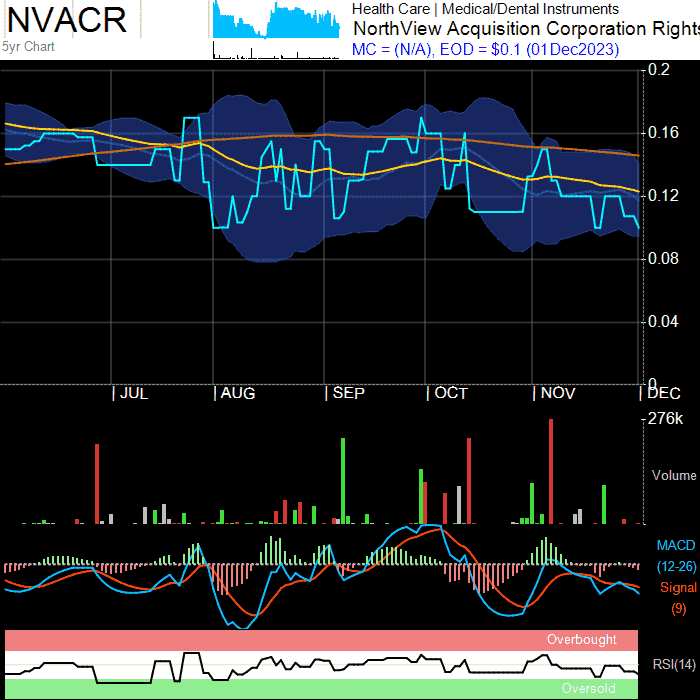 NVACR
5yr Chart
Health Care | Medical/Dental Instruments
NorthView Acquisition Corporation Rights
MC = (N/A), EOD = $0.1 (01Dec2023)
0.2
0.16
0.12
0.08
0.04
0
JUL AUG SEP OCT NOV DEC
276k
Volume
MACD
(12-26)
Signal
(9)
Overbought
RSI(14)
Oversold